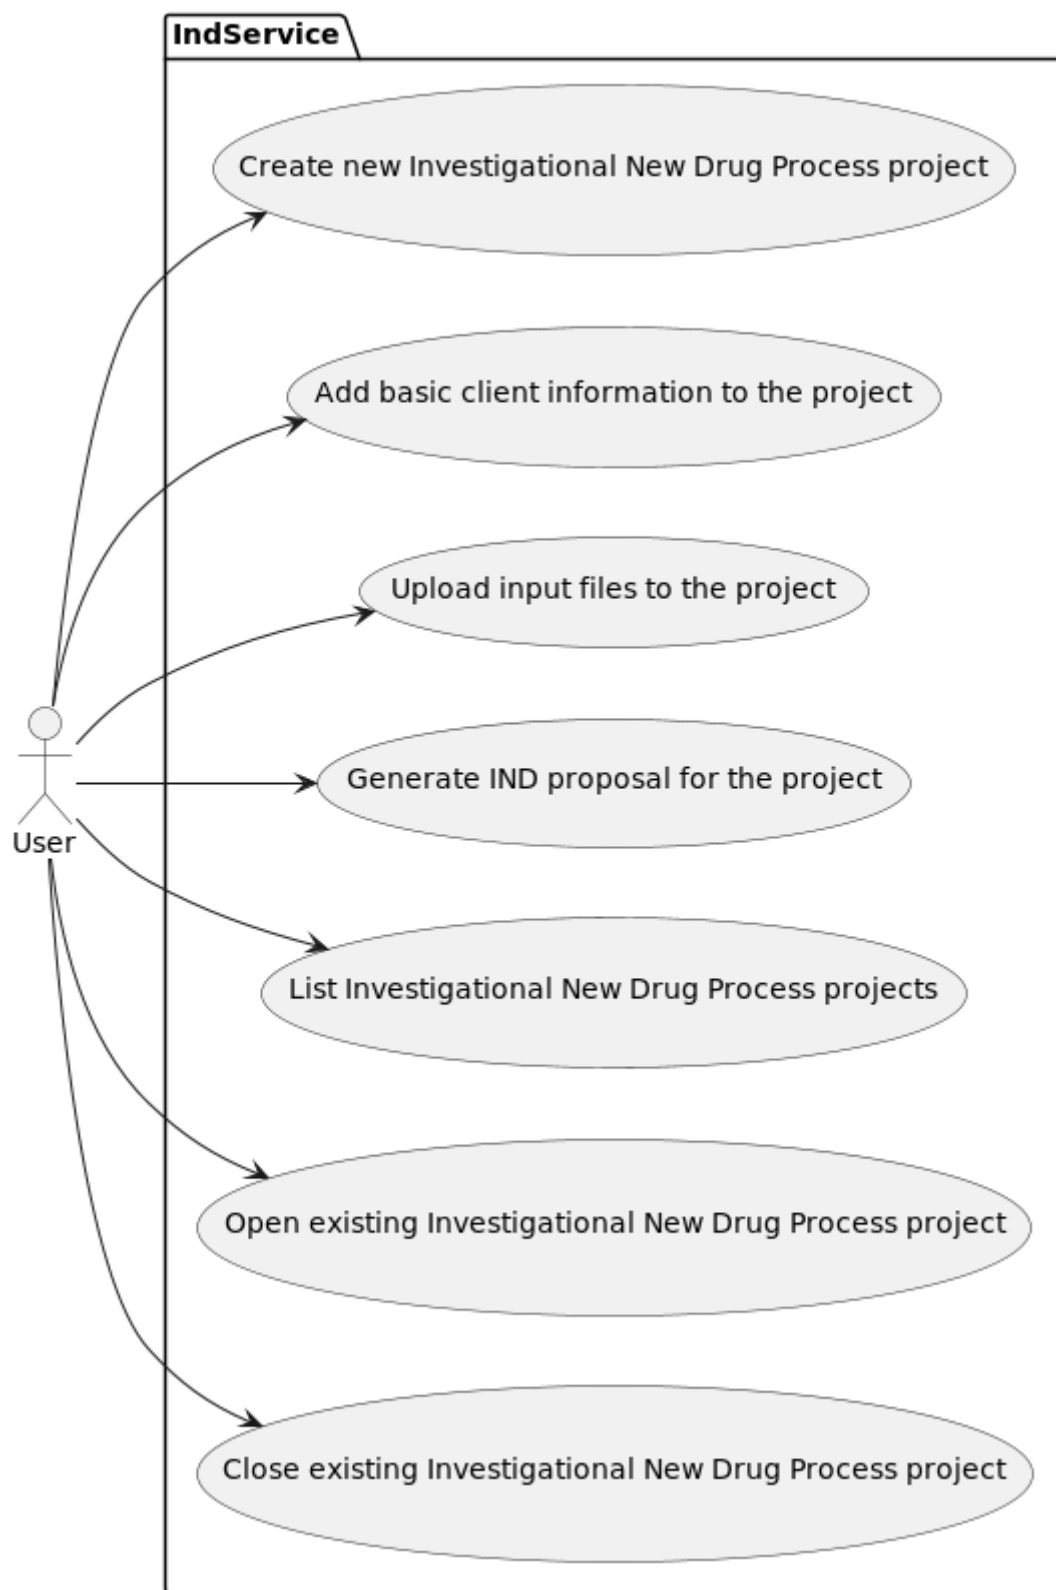 IndService
Create new Investigational New Drug Process project
Add basic client information to the project
Upload input files to the project
Generate IND proposal for the project
User
List Investigational New Drug Process projects
Open existing Investigational New Drug Process project
Close existing Investigational New Drug Process project